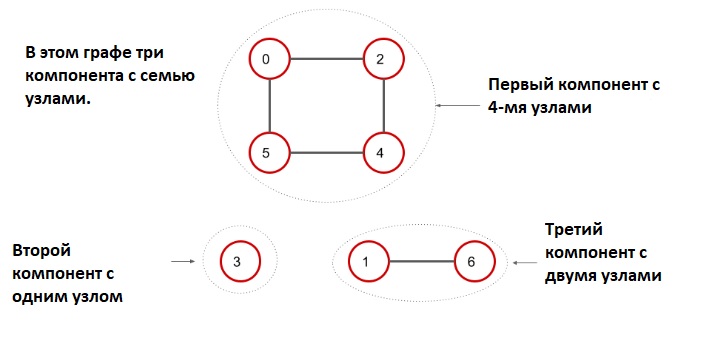 В этом графе три
компонента с семью
узлами.
0
2
Первый компонент с
4-мя узлами
5
4
Второй
компонент с
одним узлом
3
1
6
Третий
компонент с
двумя узлами